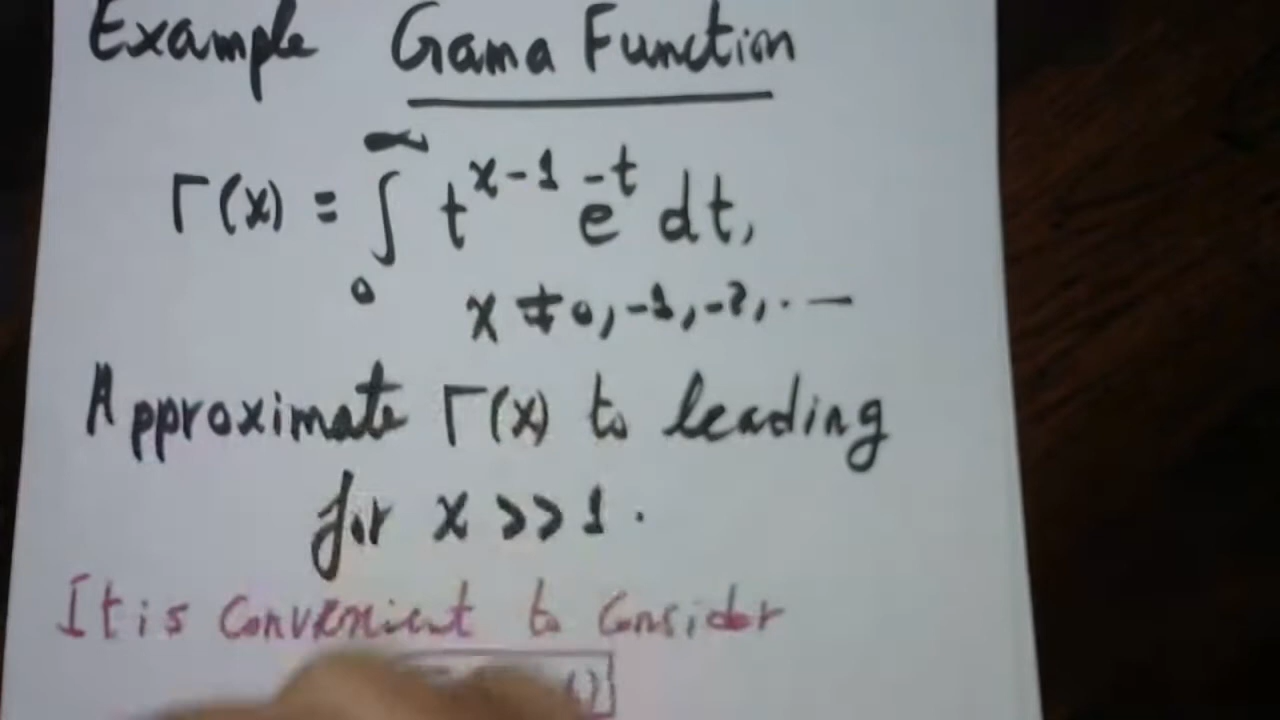 Example Gama Function
Γ(x) = ∫₀^∞ t^{x-1} e^{-t} dt,
x ≠ 0, -1, -2, . —
Approximate Γ(x) to leading
for x >> 1 .
It is convenient to consider